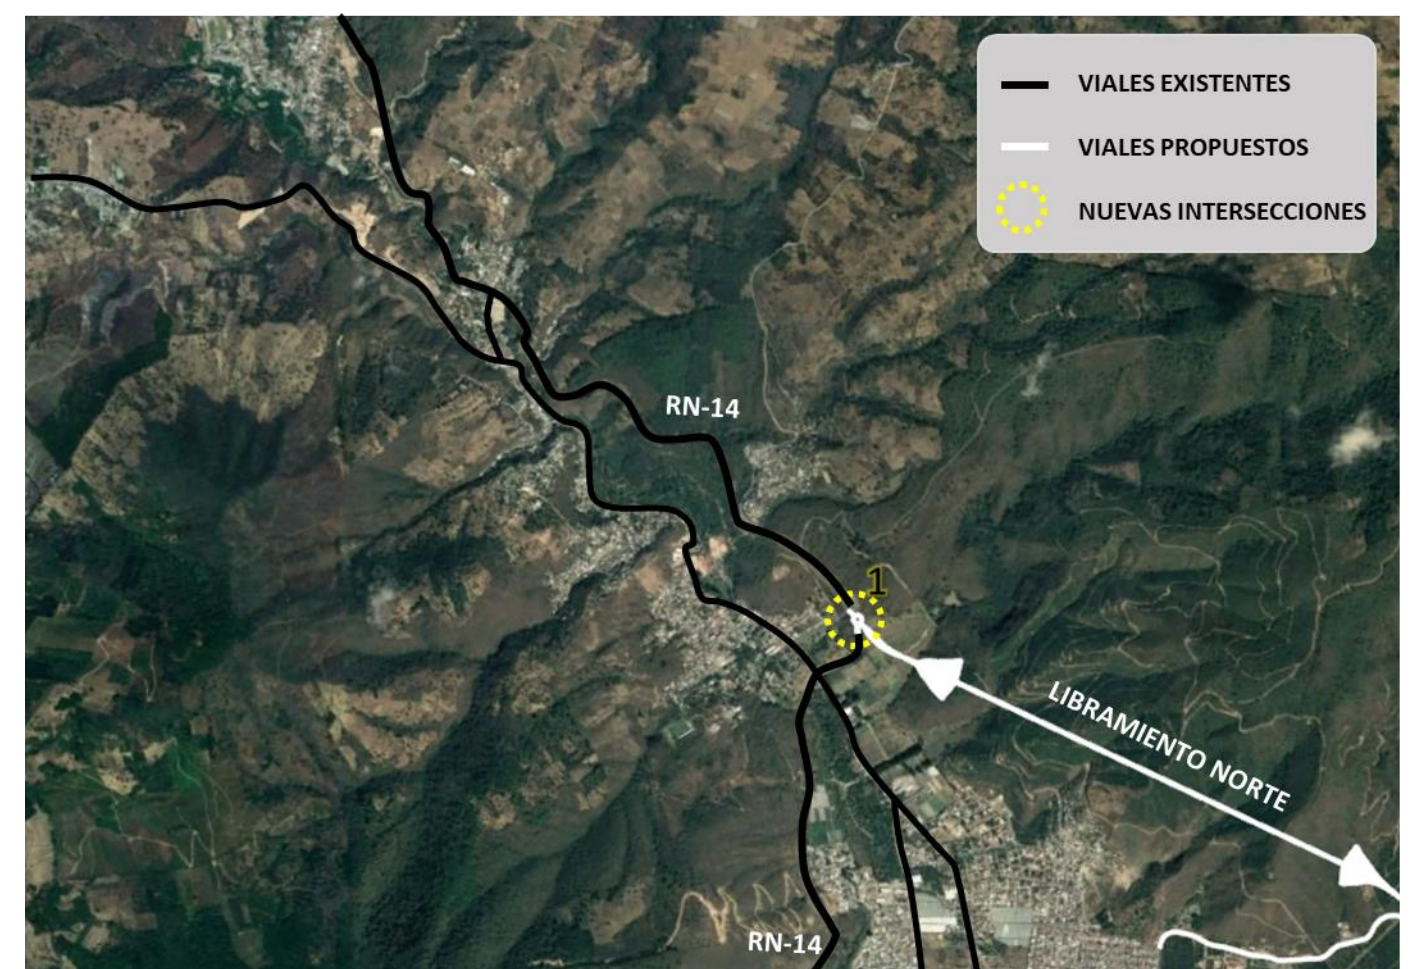 VIALES EXISTENTES
VIALES PROPUESTOS
NUEVAS INTERSECCIONES
RN-14
1
LIBRAMIENTO NORTE
RN-14